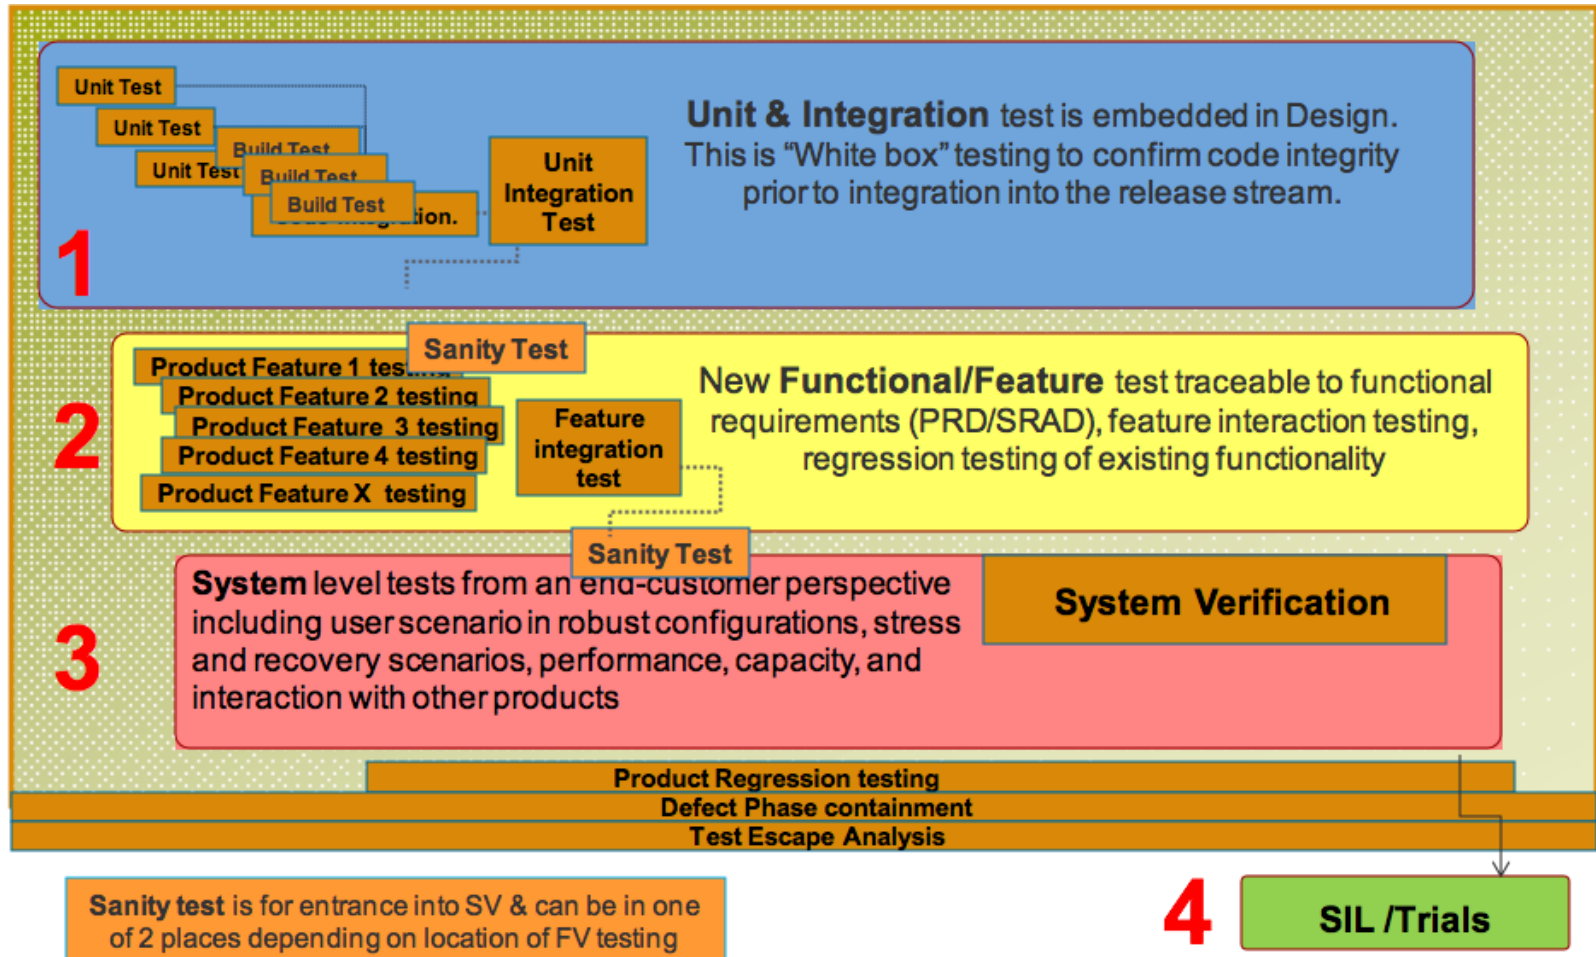 Unit Test
Unit Test
Unit Test
Build Test
Build Test
Build Test
Unit
Integration
Test
Unit & Integration test is embedded in Design.
This is “White box” testing to confirm code integrity
prior to integration into the release stream.
1
Sanity Test
Product Feature 1 testing
Product Feature 2 testing
Product Feature 3 testing
Product Feature 4 testing
Product Feature X testing
Feature
integration
test
New Functional/Feature test traceable to functional
requirements (PRD/SRAD), feature interaction testing,
regression testing of existing functionality
2
Sanity Test
System level tests from an end-customer perspective
including user scenario in robust configurations, stress
and recovery scenarios, performance, capacity, and
interaction with other products
System Verification
3
Product Regression testing
Defect Phase containment
Test Escape Analysis
Sanity test is for entrance into SV & can be in one
of 2 places depending on location of FV testing
4
SIL /Trials